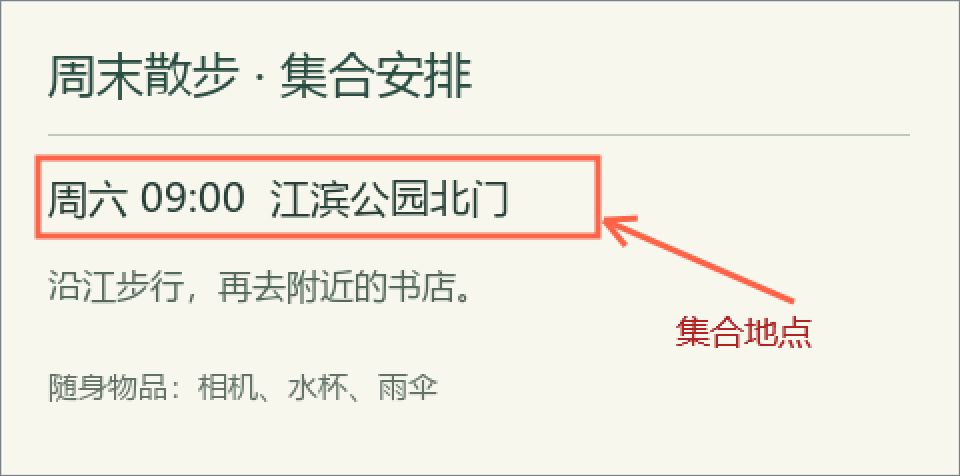 周末散步 · 集合安排
周六 09:00 江滨公园北门
沿江步行，再去附近的书店。
集合地点
随身物品：相机、水杯、雨伞